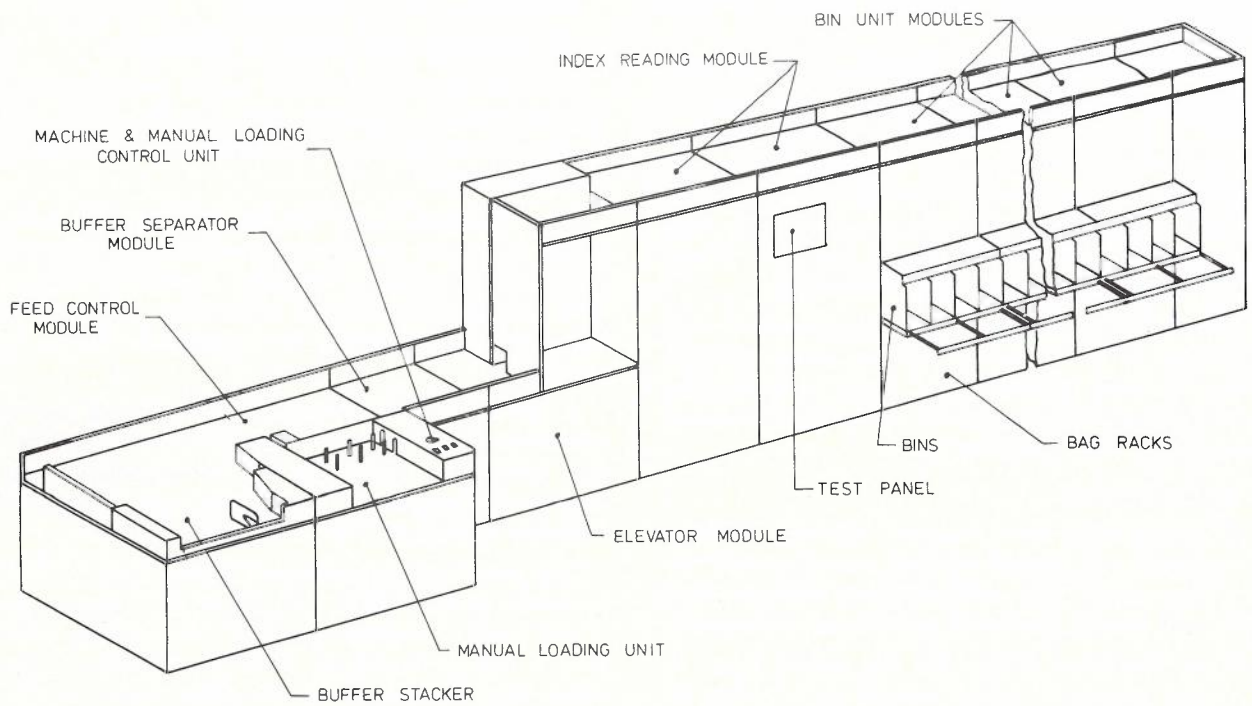 BIN UNIT MODULES
INDEX READING MODULE
MACHINE & MANUAL LOADING
CONTROL UNIT
BUFFER SEPARATOR
MODULE
FEED CONTROL
MODULE
BAG RACKS
BINS
TEST PANEL
ELEVATOR MODULE
MANUAL LOADING UNIT
BUFFER STACKER